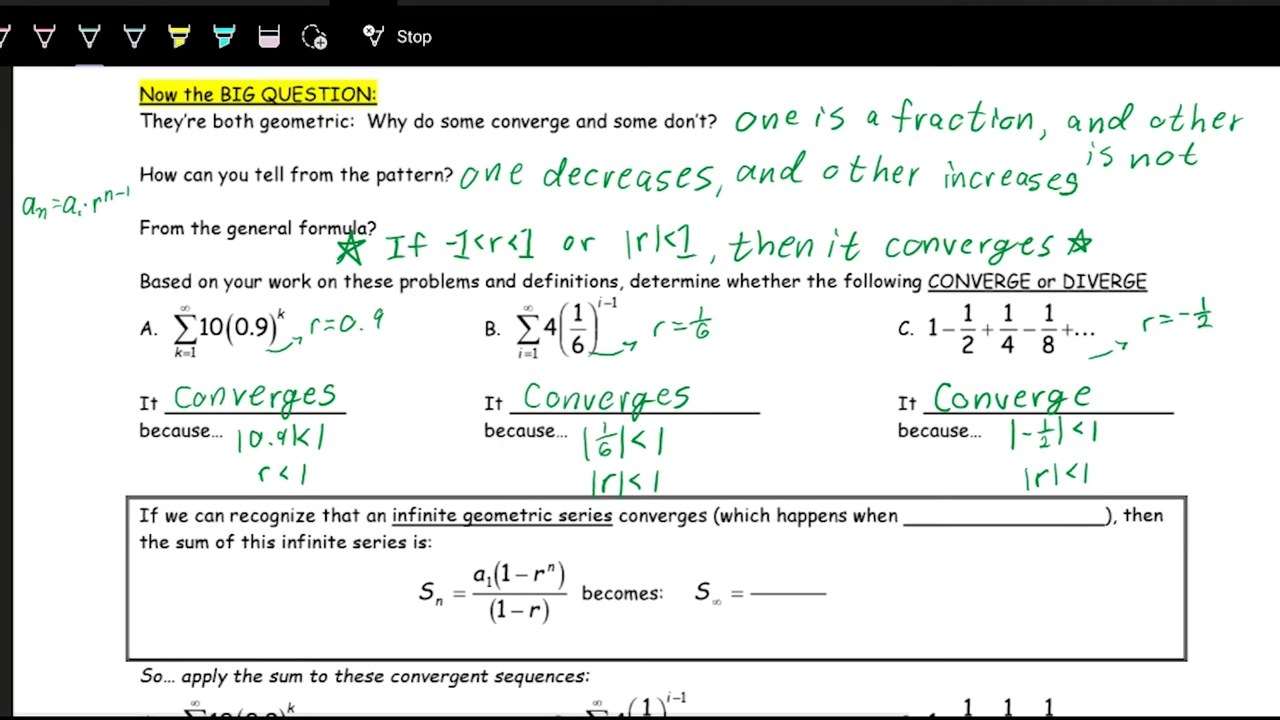 Stop
Now the BIG QUESTION:
They're both geometric: Why do some converge and some don't? one is a fraction, and other
is not
How can you tell from the pattern? one decreases, and other increases
aₙ=a₁·rⁿ⁻¹
From the general formula?
☆ If -1<r<1 or |r|<1, then it converges ☆
Based on your work on these problems and definitions, determine whether the following CONVERGE or DIVERGE
A. ∞ ∑ k=1 10(0.9)ᵏ r=0.9 B. ∞ ∑ i=1 4(1/6)ⁱ⁻¹ r=1/6 C. 1-1/2+1/4-1/8+... r=-1/2
It Converges It Converges It Converge
because... |0.9|<1 because... |1/6|<1 because... |-1/2|<1
r<1 |r|<1 |r|<1
If we can recognize that an infinite geometric series converges (which happens when ____________________), then
the sum of this infinite series is:
Sₙ = a₁(1-rⁿ)/(1-r) becomes: S∞ = ______
So... apply the sum to these convergent sequences: